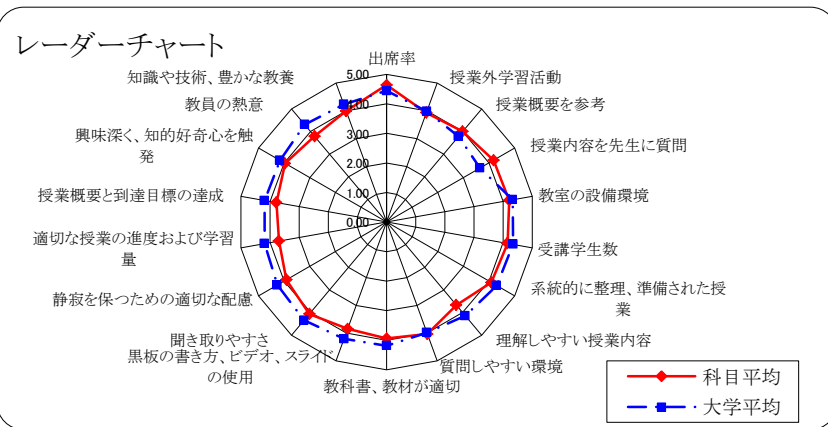 レーダーチャート
出席率
授業外学習活動
授業概要を参考
授業内容を先生に質問
教室の設備環境
受講学生数
系統的に整理、準備された授
業
理解しやすい授業内容
質問しやすい環境
教科書、教材が適切
黒板の書き方、ビデオ、スライド
の使用
聞き取りやすさ
静寂を保つための適切な配慮
適切な授業の進度および学習
量
授業概要と到達目標の達成
興味深く、知的好奇心を触
発
教員の熱意
知識や技術、豊かな教養
5.00
4.00
3.00
2.00
1.00
0.00
科目平均
大学平均